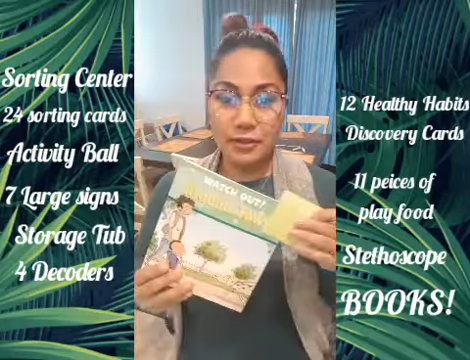 Sorting Center
24 sorting cards
Activity Ball
7 Large signs
Storage Tub
4 Decoders
WATCH OUT!
12 Healthy Habits
Discovery Cards
11 peices of
play food
Stethoscope
BOOKS!